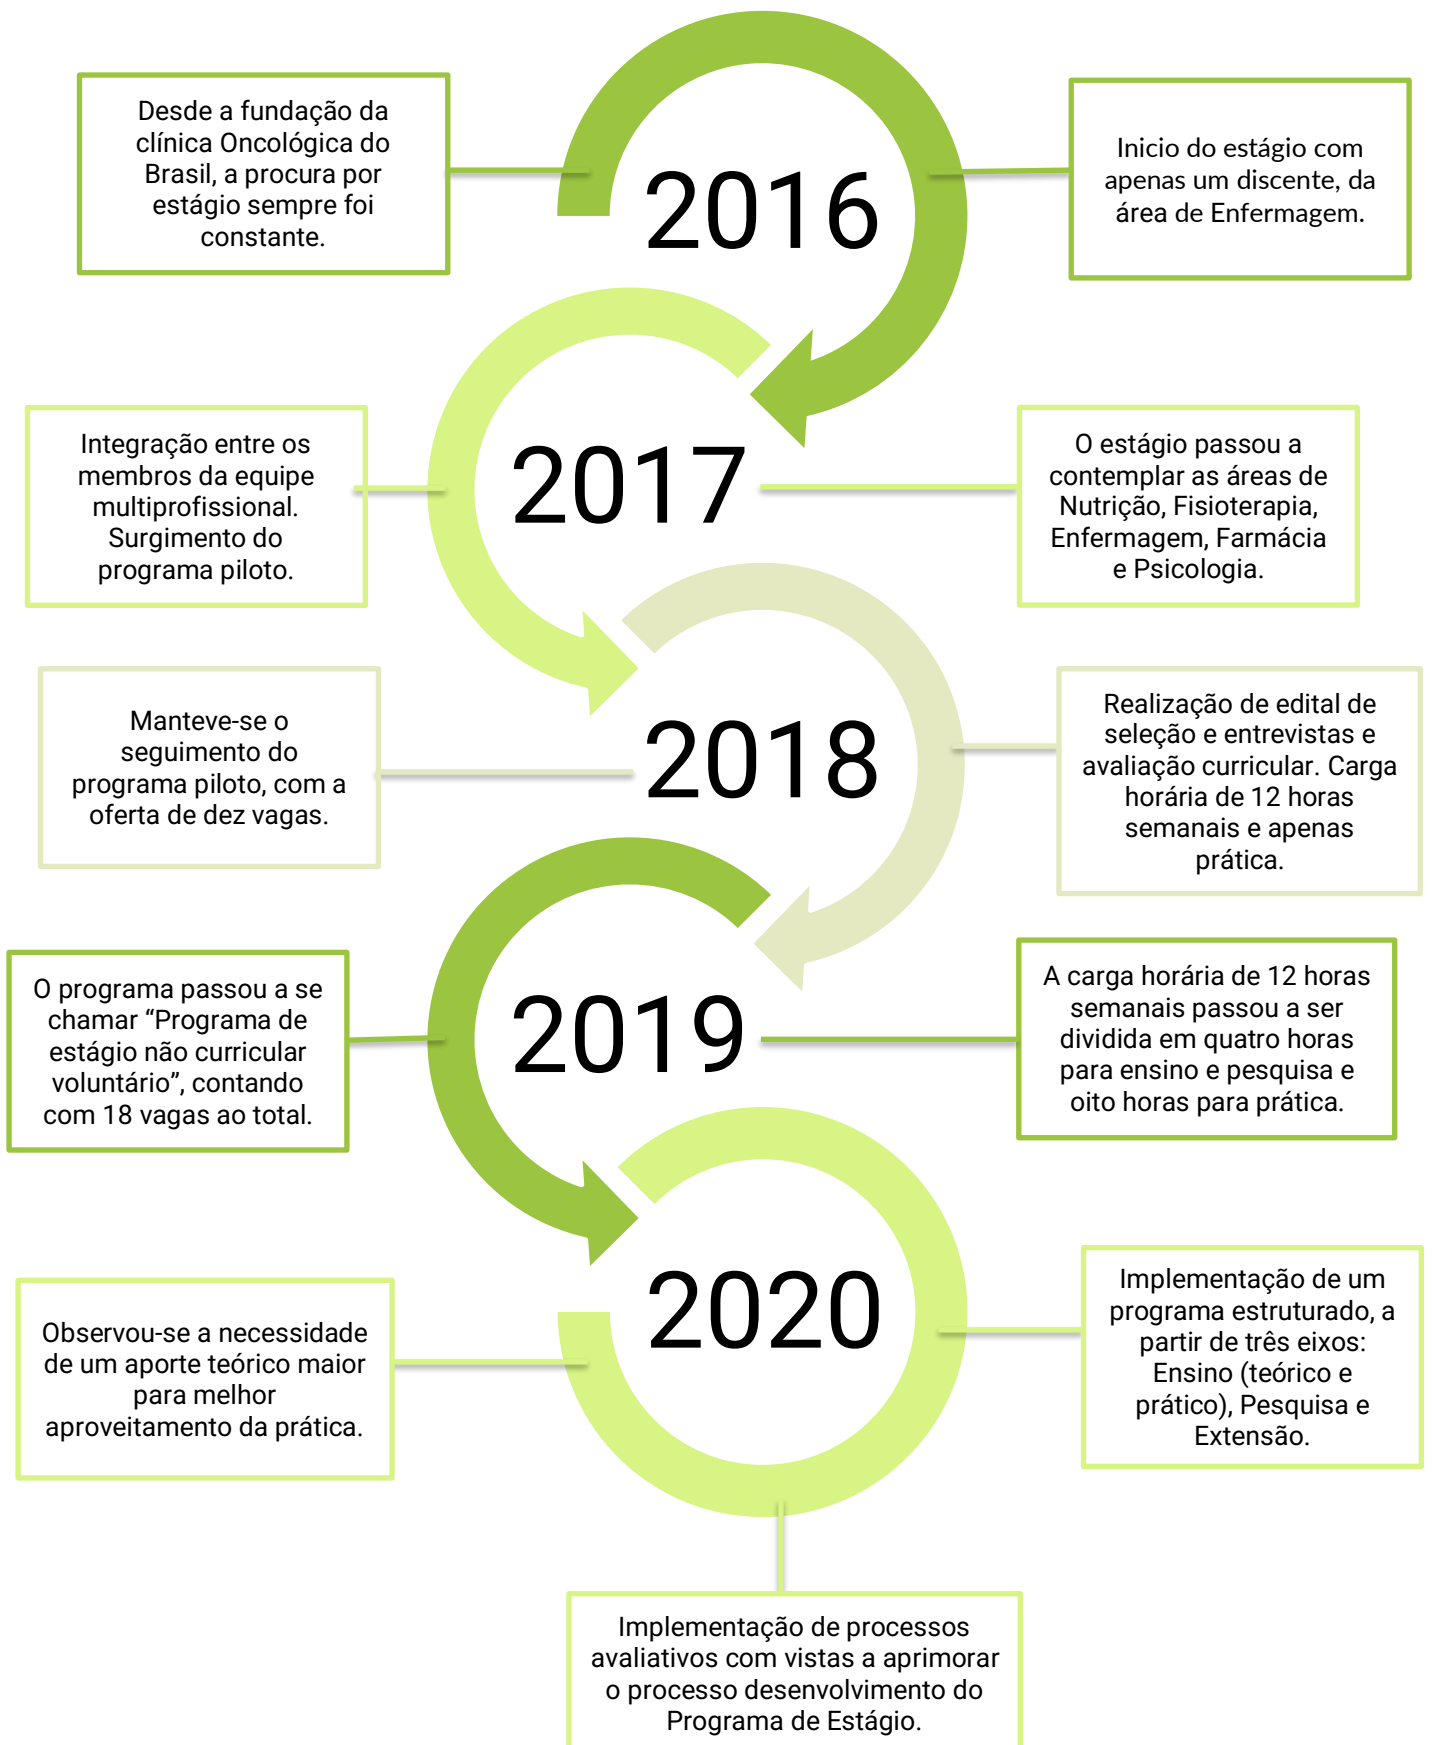 Desde a fundação da
clínica Oncológica do
Brasil, a procura por
estágio sempre foi
constante.
2016
Inicio do estágio com
apenas um discente, da
área de Enfermagem.
Integração entre os
membros da equipe
multiprofissional.
Surgimento do
programa piloto.
2017
O estágio passou a
contemplar as áreas de
Nutrição, Fisioterapia,
Enfermagem, Farmácia
e Psicologia.
Manteve-se o
seguimento do
programa piloto, com a
oferta de dez vagas.
2018
Realização de edital de
seleção e entrevistas e
avaliação curricular. Carga
horária de 12 horas
semanais e apenas
prática.
O programa passou a se
chamar “Programa de
estágio não curricular
voluntário”, contando
com 18 vagas ao total.
2019
A carga horária de 12 horas
semanais passou a ser
dividida em quatro horas
para ensino e pesquisa e
oito horas para prática.
Observou-se a necessidade
de um aporte teórico maior
para melhor
aproveitamento da prática.
2020
Implementação de um
programa estruturado, a
partir de três eixos:
Ensino (teórico e
prático), Pesquisa e
Extensão.
Implementação de processos
avaliativos com vistas a aprimorar
o processo desenvolvimento do
Programa de Estágio.